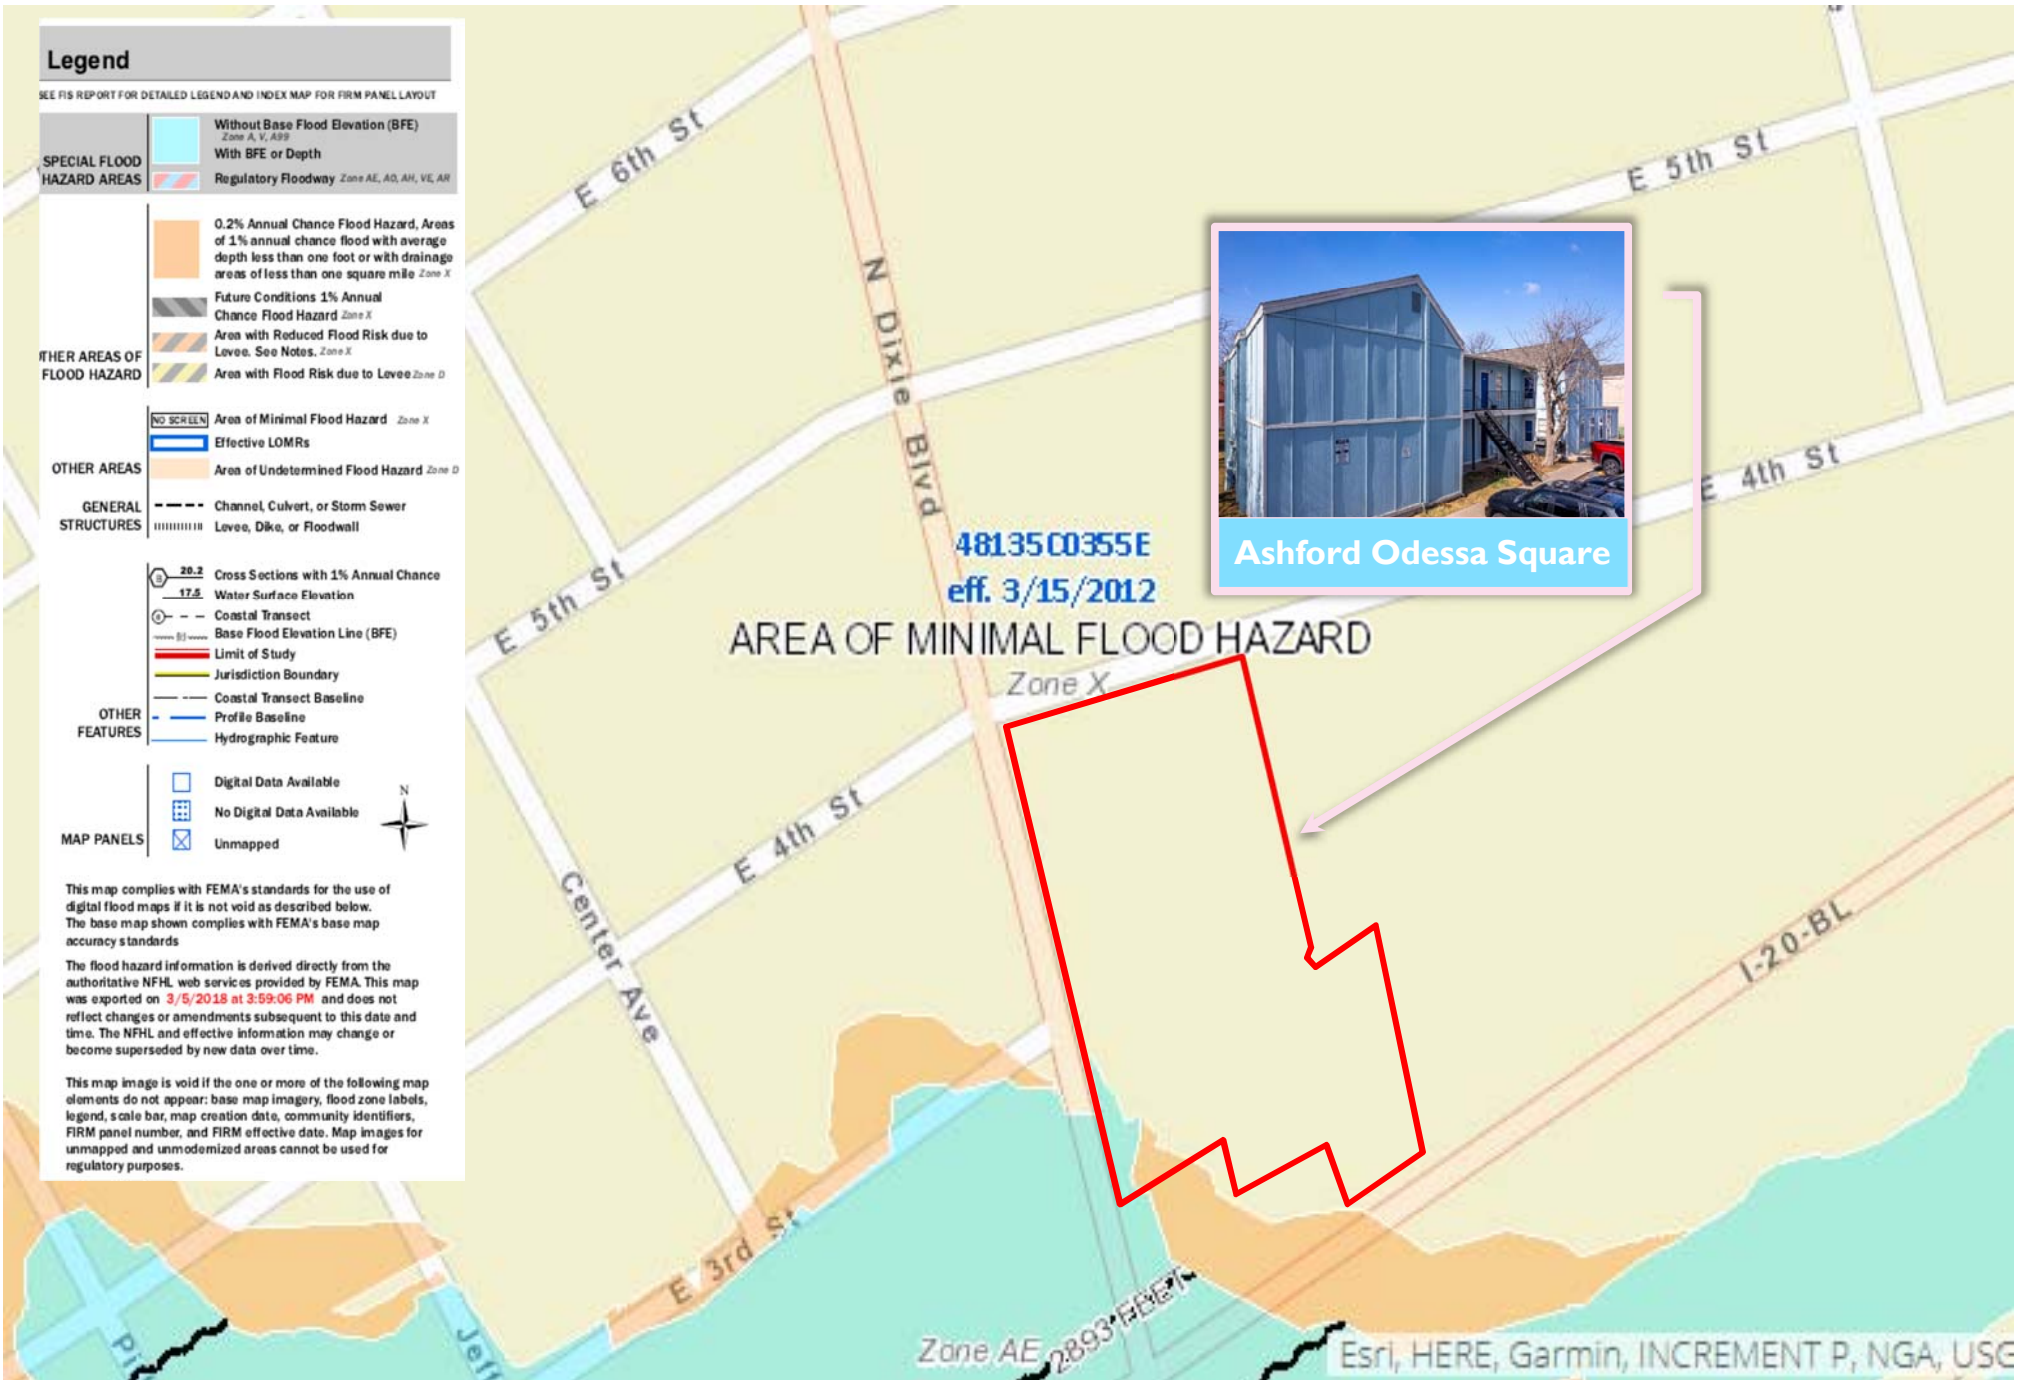 Legend
SEE FIS REPORT FOR DETAILED LEGEND AND INDEX MAP FOR FIRM PANEL LAYOUT
SPECIAL FLOOD
HAZARD AREAS
Without Base Flood Elevation (BFE)
Zone A, V, A99
With BFE or Depth
Regulatory Floodway Zone AE, AO, AH, VE, AR
0.2% Annual Chance Flood Hazard, Areas
of 1% annual chance flood with average
depth less than one foot or with drainage
areas of less than one square mile Zone X
Future Conditions 1% Annual
Chance Flood Hazard Zone X
Area with Reduced Flood Risk due to
Levee. See Notes. Zone X
THER AREAS OF
FLOOD HAZARD
Area with Flood Risk due to Levee Zone D
NO SCREEN Area of Minimal Flood Hazard Zone X
Effective LOMRs
OTHER AREAS
Area of Undetermined Flood Hazard Zone D
GENERAL
STRUCTURES
Channel, Culvert, or Storm Sewer
Levee, Dike, or Floodwall
B 20.2 Cross Sections with 1% Annual Chance
17.5 Water Surface Elevation
Coastal Transect
Base Flood Elevation Line (BFE)
Limit of Study
Jurisdiction Boundary
Coastal Transect Baseline
OTHER
FEATURES
Profile Baseline
Hydrographic Feature
Digital Data Available
No Digital Data Available
MAP PANELS
Unmapped
N
This map complies with FEMA's standards for the use of
digital flood maps if it is not void as described below.
The base map shown complies with FEMA's base map
accuracy standards
The flood hazard information is derived directly from the
authoritative NFHL web services provided by FEMA. This map
was exported on 3/5/2018 at 3:59:06 PM and does not
reflect changes or amendments subsequent to this date and
time. The NFHL and effective information may change or
become superseded by new data over time.
This map image is void if the one or more of the following map
elements do not appear: base map imagery, flood zone labels,
legend, scale bar, map creation date, community identifiers,
FIRM panel number, and FIRM effective date. Map images for
unmapped and unmodernized areas cannot be used for
regulatory purposes.
E 6th St
E 5th St
N Dixie Blvd
E 4th St
Ashford Odessa Square
48135C0355E
eff. 3/15/2012
AREA OF MINIMAL FLOOD HAZARD
Zone X
E 5th St
E 4th St
Center Ave
I-20-BL
E 3rd St
Pi
Jeff
Zone AE
2893 FEET
Esri, HERE, Garmin, INCREMENT P, NGA, USG